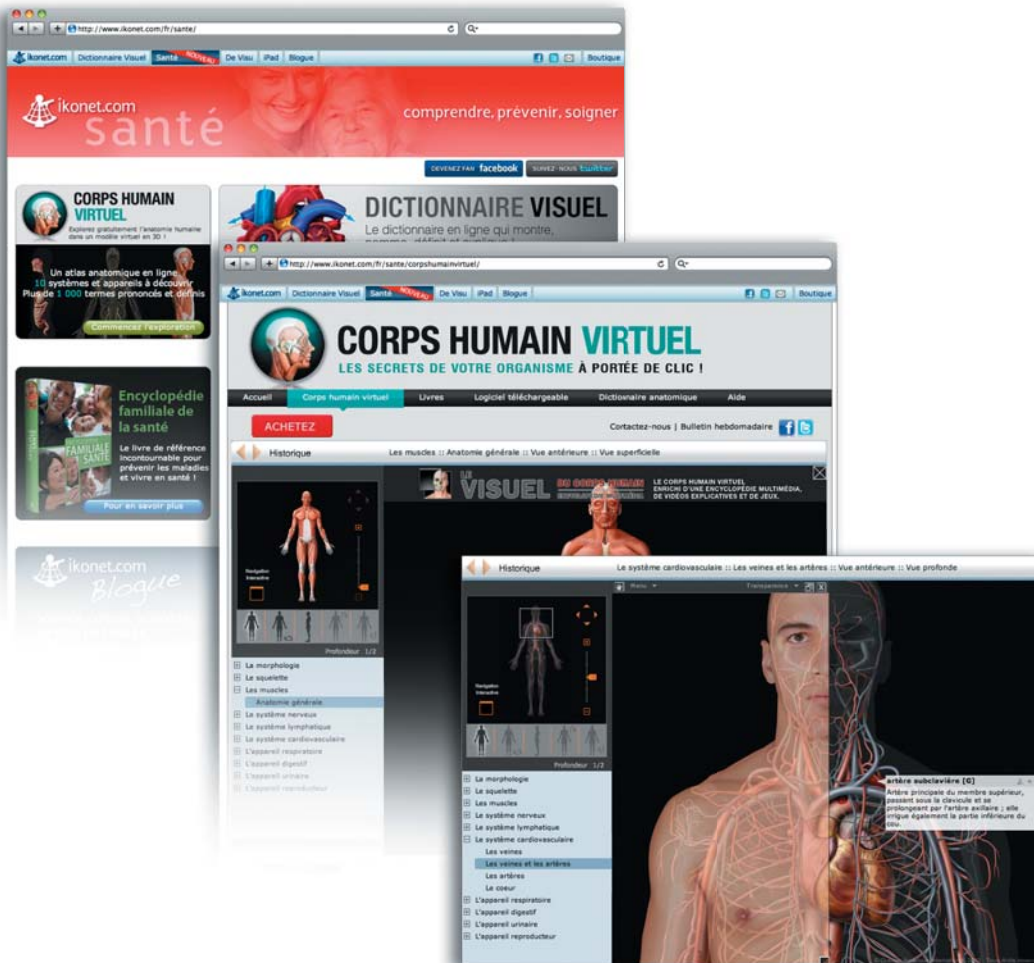 http://www.ikonet.com/fr/sante/
ikonet.com Dictionnaire Visuel Santé NOUVEAU De Visu iPad Blogue Boutique
ikonet.com
santé
comprendre, prévenir, soigner
DEVENEZ FAN facebook SUIVEZ-NOUS twitter
CORPS HUMAIN
VIRTUEL
Explorez gratuitement l'anatomie humaine
dans un modèle virtuel en 3D !
Un atlas anatomique en ligne
10 systèmes et appareils à découvrir
Plus de 1 000 termes prononcés et définis
Commencez l'exploration
DICTIONNAIRE VISUEL
Le dictionnaire en ligne qui montre,
nomme, définit et explique !
Encyclopédie
familiale de
la santé
Le livre de référence
incontournable pour
prévenir les maladies
et vivre en santé !
FAMILIALE
SANTÉ
Pour en savoir plus
ikonet.com
Blogue
http://www.ikonet.com/fr/sante/corpshumainvirtuel/
ikonet.com Dictionnaire Visuel Santé NOUVEAU De Visu iPad Blogue Boutique
CORPS HUMAIN VIRTUEL
LES SECRETS DE VOTRE ORGANISME À PORTÉE DE CLIC !
Accueil Corps humain virtuel Livres Logiciel téléchargeable Dictionnaire anatomique Aide
ACHETEZ
Contactez-nous | Bulletin hebdomadaire
Historique Les muscles :: Anatomie générale :: Vue antérieure :: Vue superficielle
LE
VISUEL DU CORPS HUMAIN
ENCYCLOPÉDIE MULTIMÉDIA
LE CORPS HUMAIN VIRTUEL
ENRICHI D'UNE ENCYCLOPÉDIE MULTIMÉDIA,
DE VIDÉOS EXPLICATIVES ET DE JEUX.
Navigation
Interactive
Profondeur 1/2
La morphologie
Le squelette
Les muscles
Anatomie générale
Le système nerveux
Le système lymphatique
Le système cardiovasculaire
L'appareil respiratoire
L'appareil digestif
L'appareil urinaire
L'appareil reproducteur
Historique Le système cardiovasculaire :: Les veines et les artères :: Vue antérieure :: Vue profonde
Menu Transparence
Navigation
Interactive
Profondeur 1/2
La morphologie
Le squelette
Les muscles
Le système nerveux
Le système lymphatique
Le système cardiovasculaire
Les veines
Les veines et les artères
Les artères
Le coeur
L'appareil respiratoire
L'appareil digestif
L'appareil urinaire
L'appareil reproducteur
artère subclavière [G]
Artère principale du membre supérieur,
passant sous la clavicule et se
prolongeant par l'artère axillaire ; elle
irrigue également la partie inférieure du
cou.